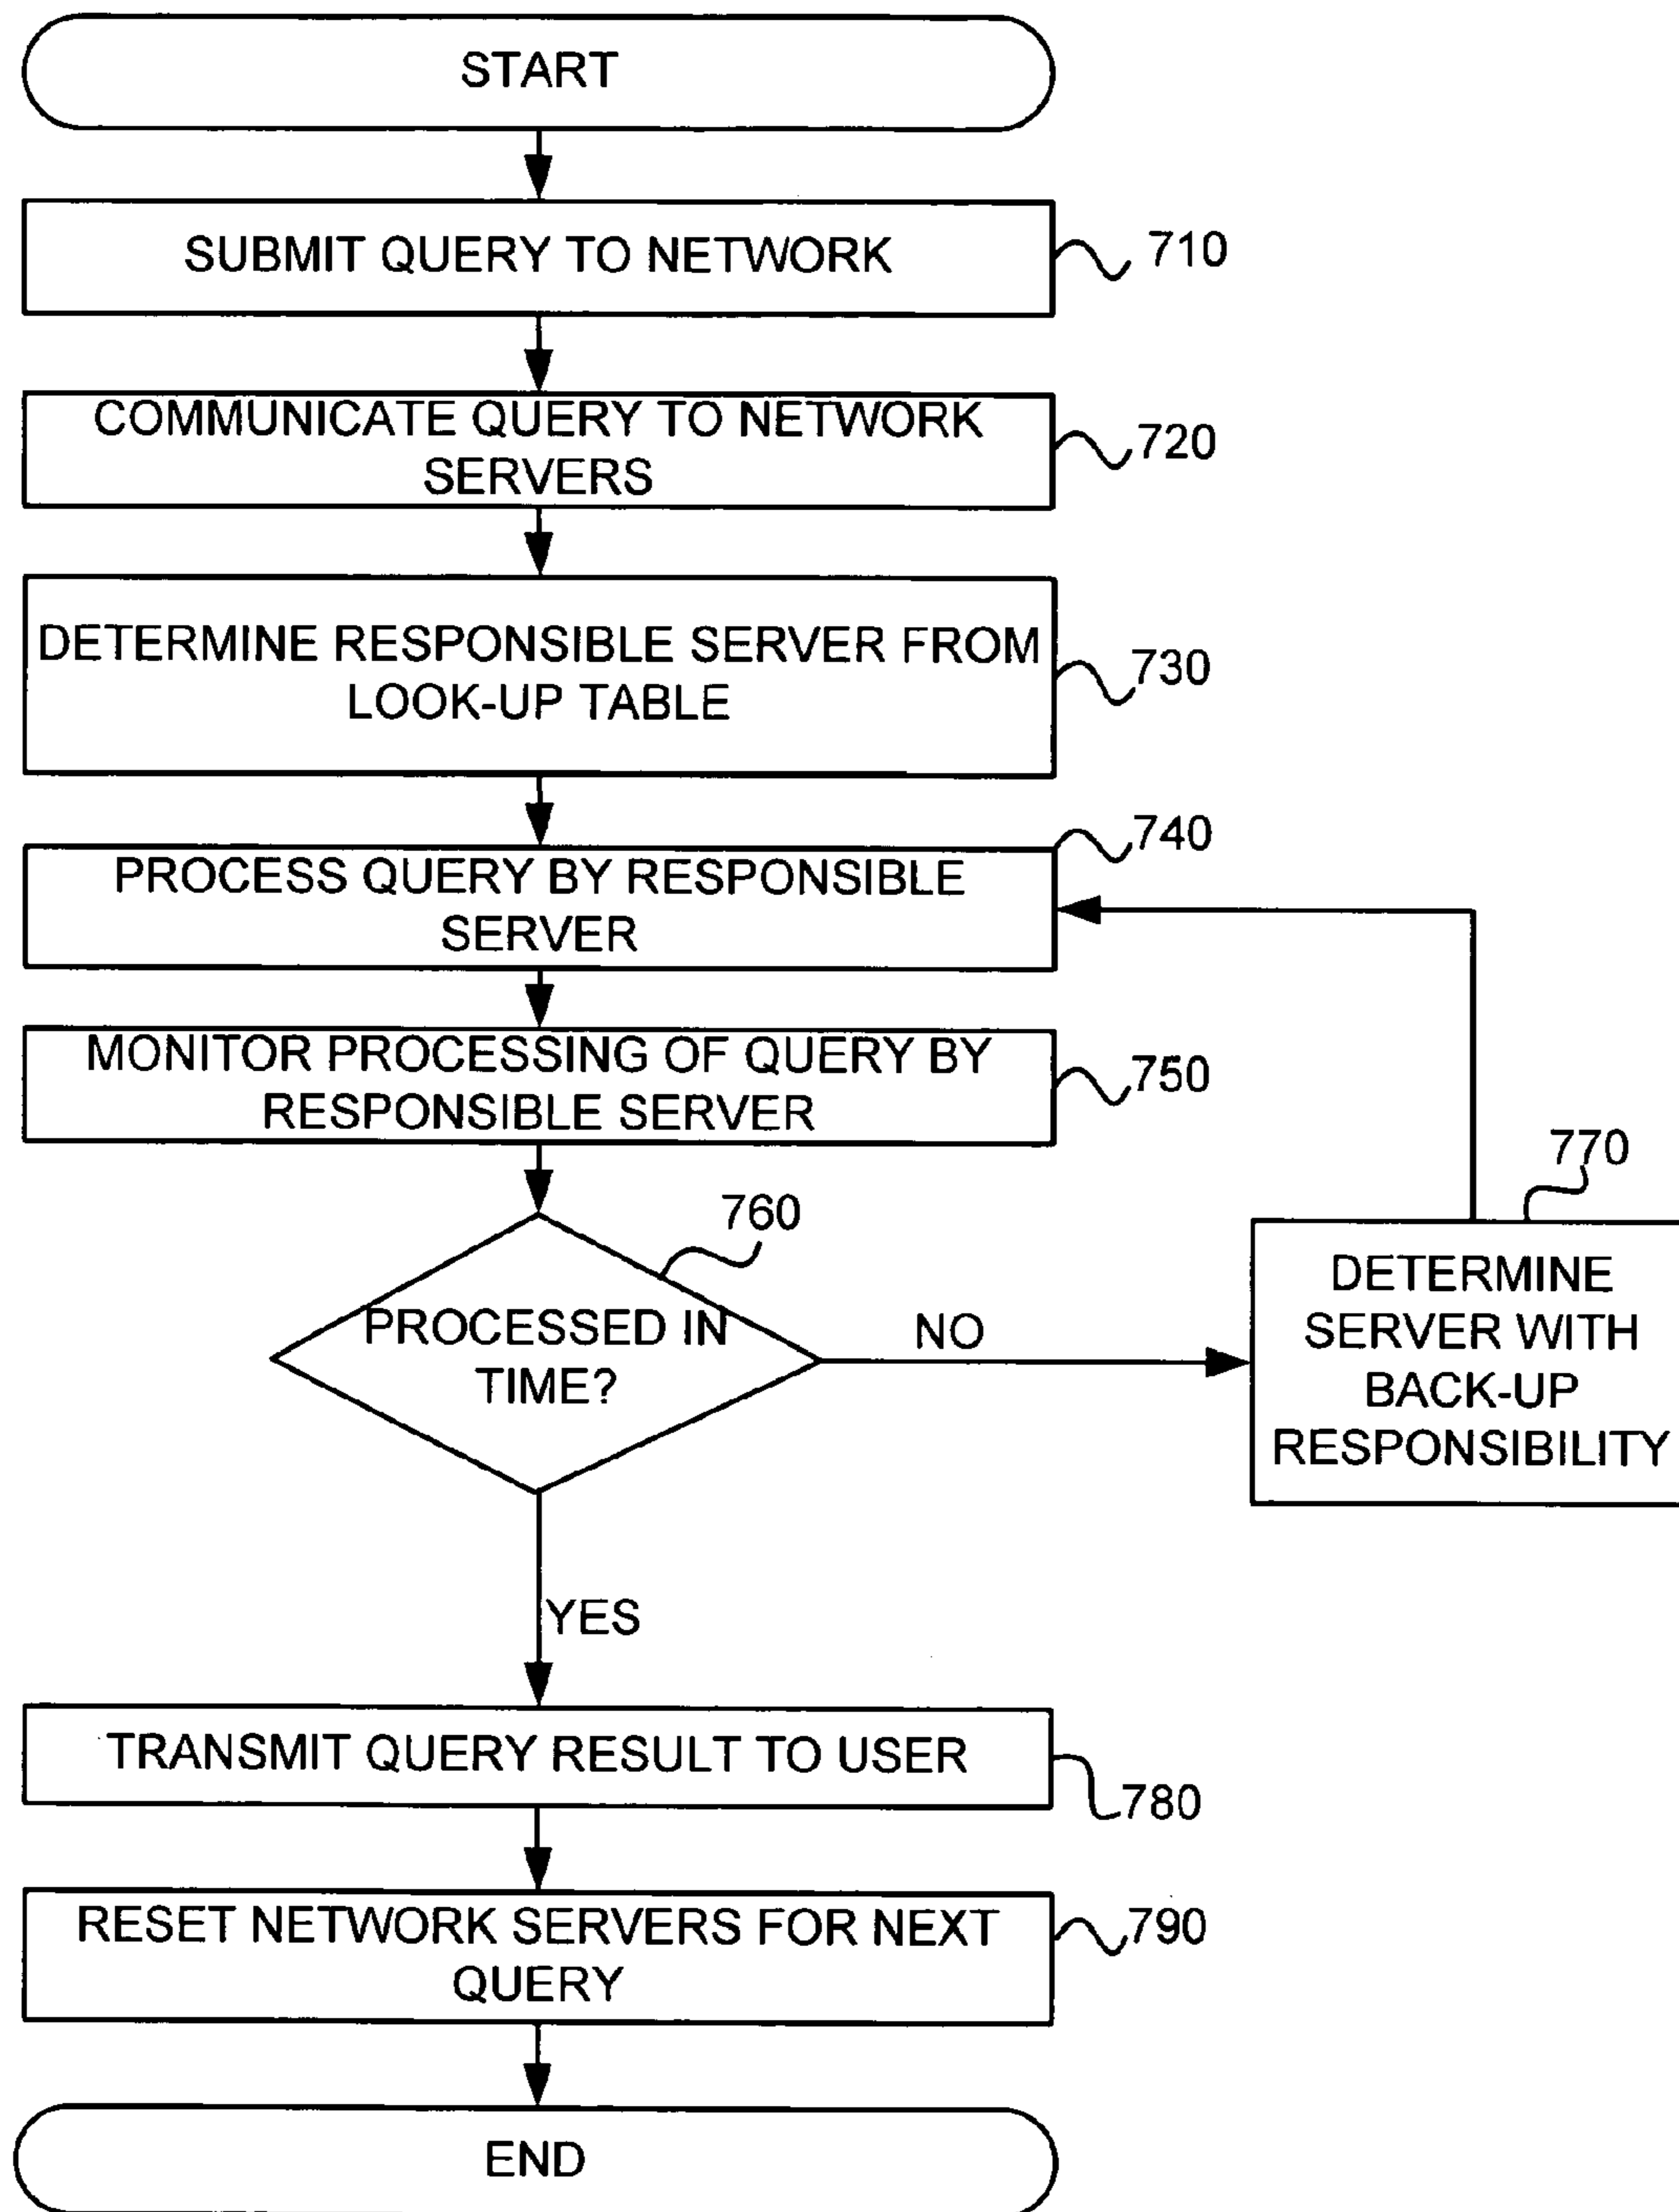 START
SUBMIT QUERY TO NETWORK
710
COMMUNICATE QUERY TO NETWORK
SERVERS
720
DETERMINE RESPONSIBLE SERVER FROM
LOOK-UP TABLE
730
PROCESS QUERY BY RESPONSIBLE
SERVER
740
MONITOR PROCESSING OF QUERY BY
RESPONSIBLE SERVER
750
PROCESSED IN
TIME?
760
NO
DETERMINE
SERVER WITH
BACK-UP
RESPONSIBILITY
770
YES
TRANSMIT QUERY RESULT TO USER
780
RESET NETWORK SERVERS FOR NEXT
QUERY
790
END